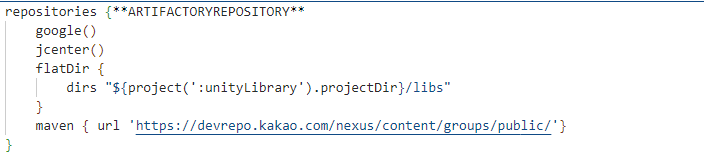 repositories {**ARTIFACTORYREPOSITORY**
    google()
    jcenter()
    flatDir {
        dirs "${project(':unityLibrary').projectDir}/libs"
    }
    maven { url 'https://devrepo.kakao.com/nexus/content/groups/public/'}
}